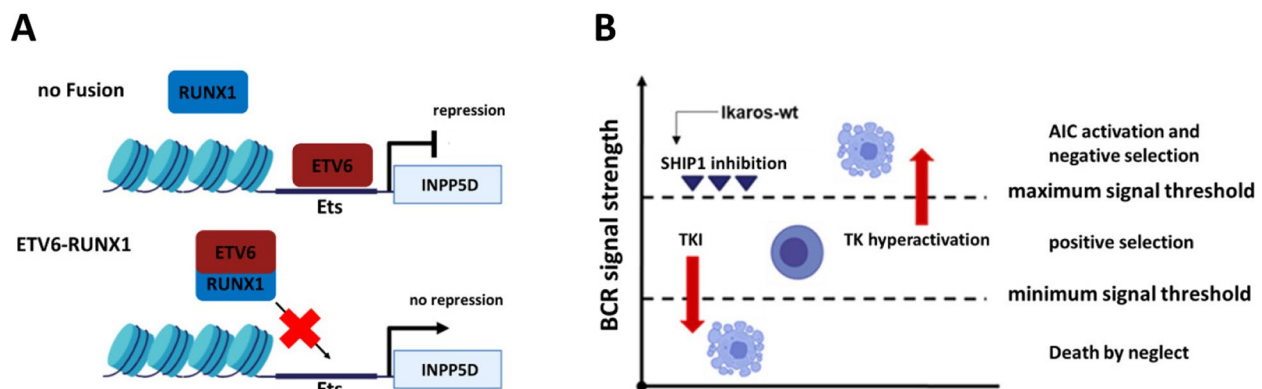 A
no Fusion
RUNX1
repression
ETV6
INPP5D
Ets
ETV6-RUNX1
ETV6
RUNX1
no repression
INPP5D
Ets
B
BCR signal strength
Ikaros-wt
SHIP1 inhibition
AIC activation and
negative selection
maximum signal threshold
TKI
TK hyperactivation
positive selection
minimum signal threshold
Death by neglect